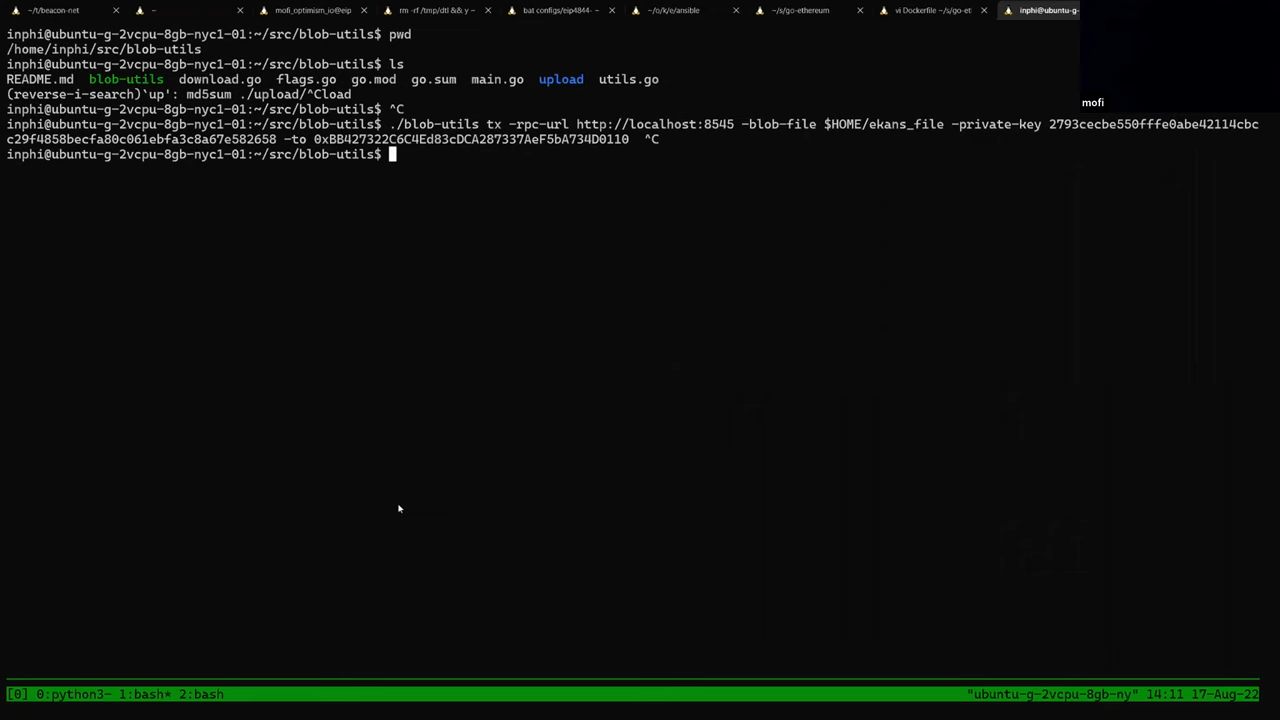 ~/t/beacon-net
~
mofi_optimism_io@eip
rm -rf /tmp/dtl && y ~
bat configs/eip4844- ~
~/o/k/e/ansible
~/s/go-ethereum
vi Dockerfile ~/s/go-et
inphi@ubuntu-g-
inphi@ubuntu-g-2vcpu-8gb-nyc1-01:~/src/blob-utils$ pwd
/home/inphi/src/blob-utils
inphi@ubuntu-g-2vcpu-8gb-nyc1-01:~/src/blob-utils$ ls
README.md blob-utils download.go flags.go go.mod go.sum main.go upload utils.go
(reverse-i-search)`up': md5sum ./upload/^Cload
mofi
inphi@ubuntu-g-2vcpu-8gb-nyc1-01:~/src/blob-utils$ ^C
inphi@ubuntu-g-2vcpu-8gb-nyc1-01:~/src/blob-utils$ ./blob-utils tx -rpc-url http://localhost:8545 -blob-file $HOME/ekans_file -private-key 2793cecbe550fffe0abe42114cbc
c29f4858becfa80c061ebfa3c8a67e582658 -to 0xBB427322C6C4Ed83cDCA287337AeF5bA734D0110 ^C
inphi@ubuntu-g-2vcpu-8gb-nyc1-01:~/src/blob-utils$
[0] 0:python3- 1:bash* 2:bash
"ubuntu-g-2vcpu-8gb-ny" 14:11 17-Aug-22